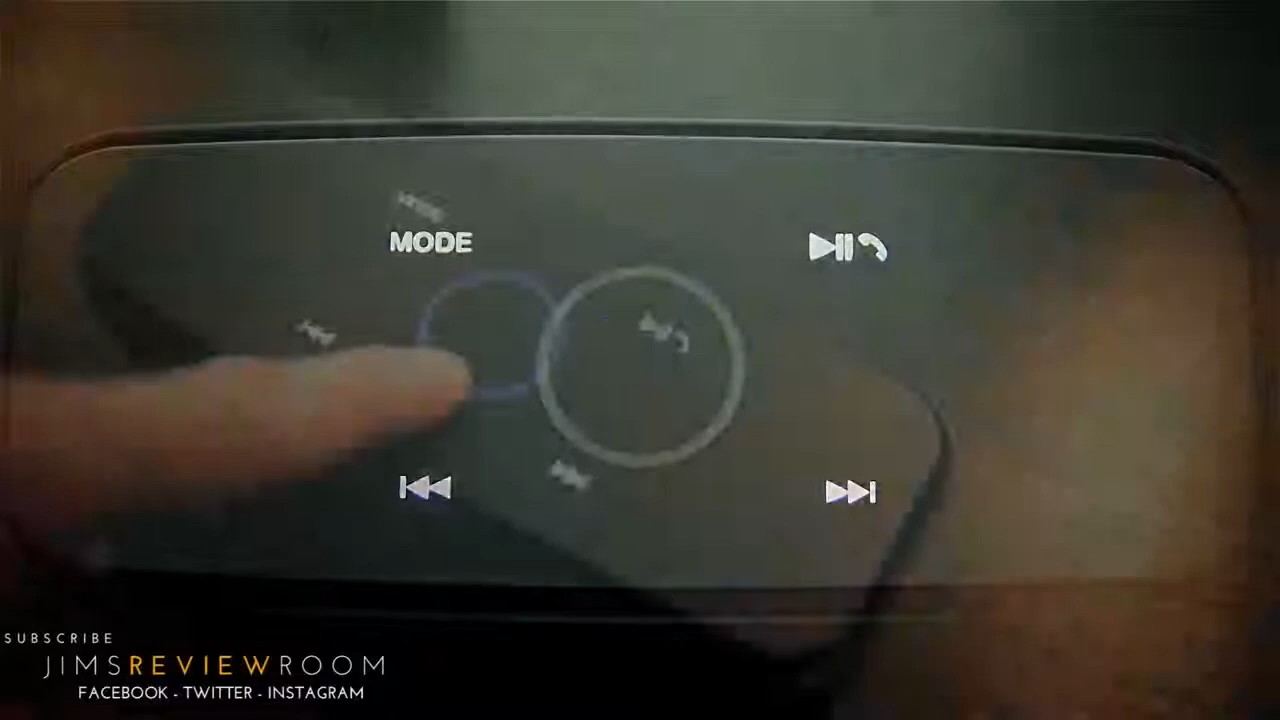 MODE
SUBSCRIBE
JIMSREVIEWROOM
FACEBOOK - TWITTER - INSTAGRAM